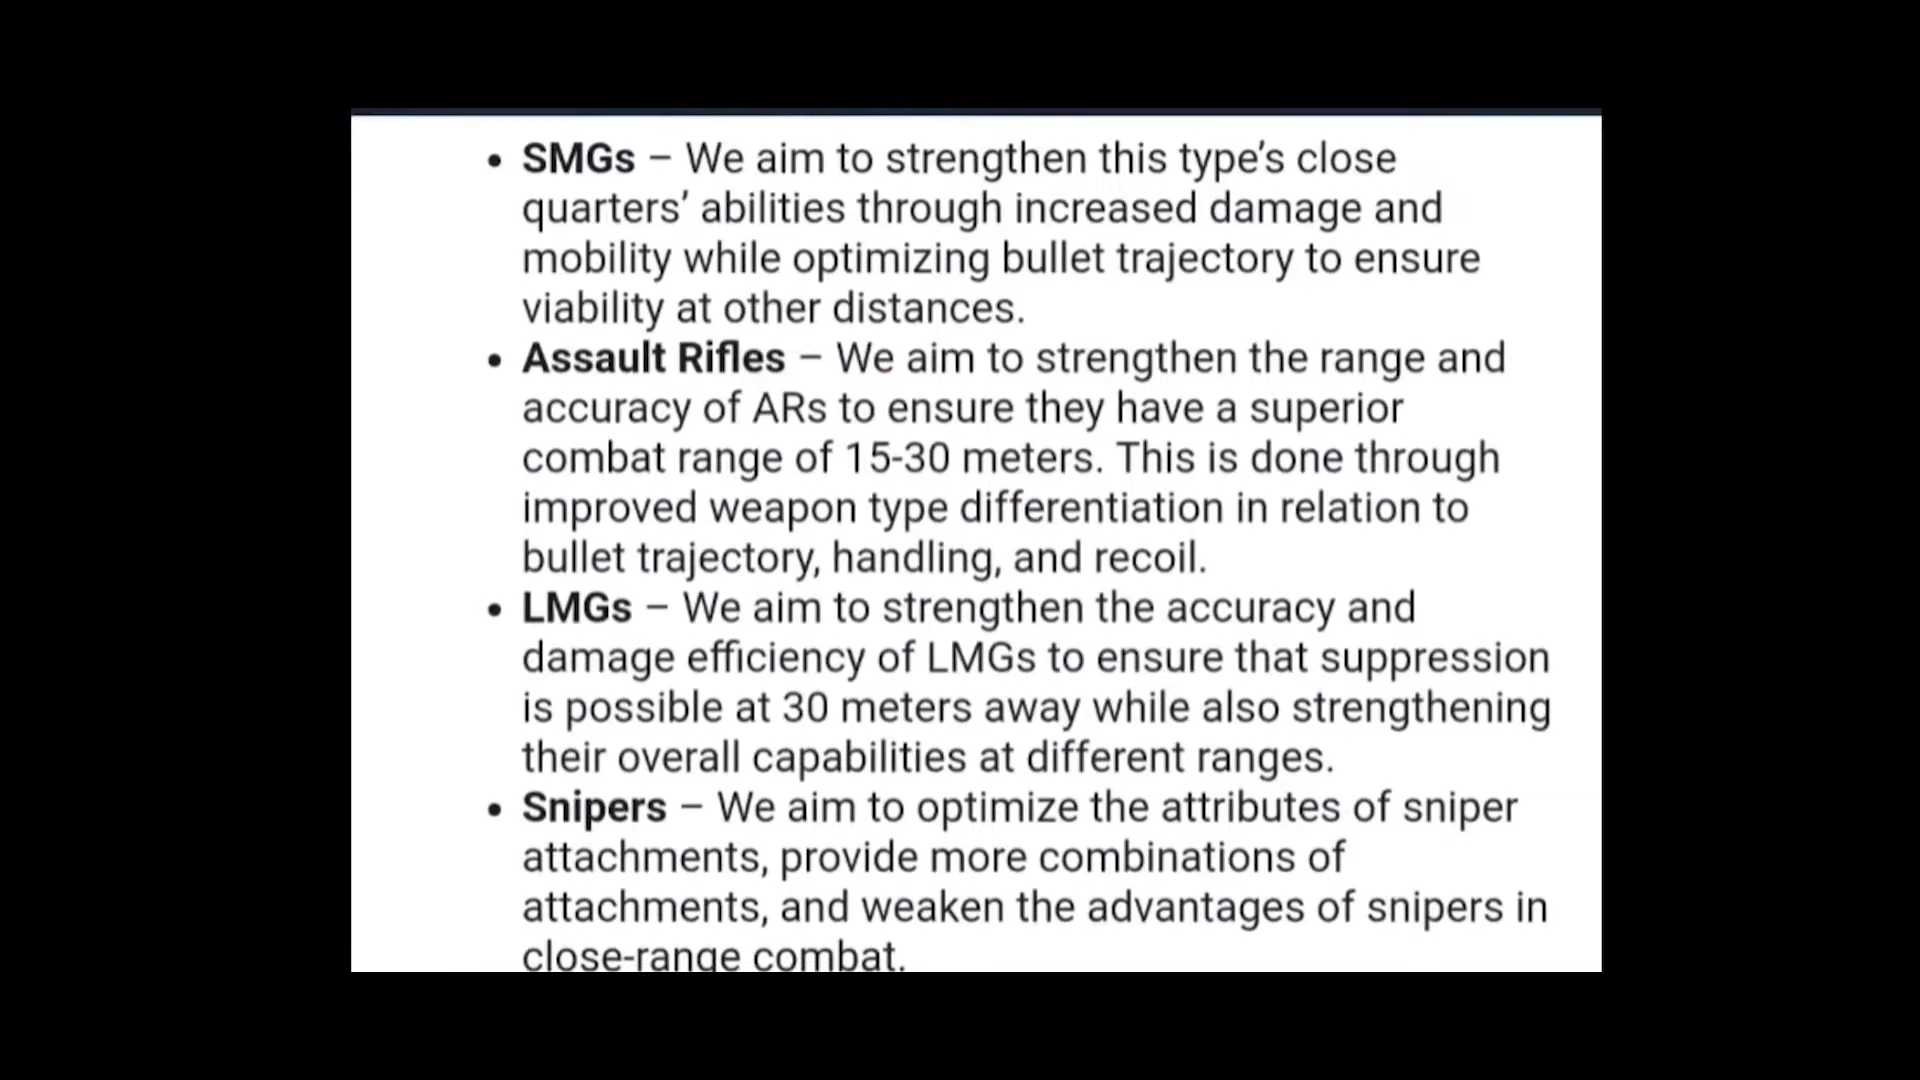 • SMGs – We aim to strengthen this type’s close
quarters’ abilities through increased damage and
mobility while optimizing bullet trajectory to ensure
viability at other distances.
• Assault Rifles – We aim to strengthen the range and
accuracy of ARs to ensure they have a superior
combat range of 15-30 meters. This is done through
improved weapon type differentiation in relation to
bullet trajectory, handling, and recoil.
• LMGs – We aim to strengthen the accuracy and
damage efficiency of LMGs to ensure that suppression
is possible at 30 meters away while also strengthening
their overall capabilities at different ranges.
• Snipers – We aim to optimize the attributes of sniper
attachments, provide more combinations of
attachments, and weaken the advantages of snipers in
close-range combat.